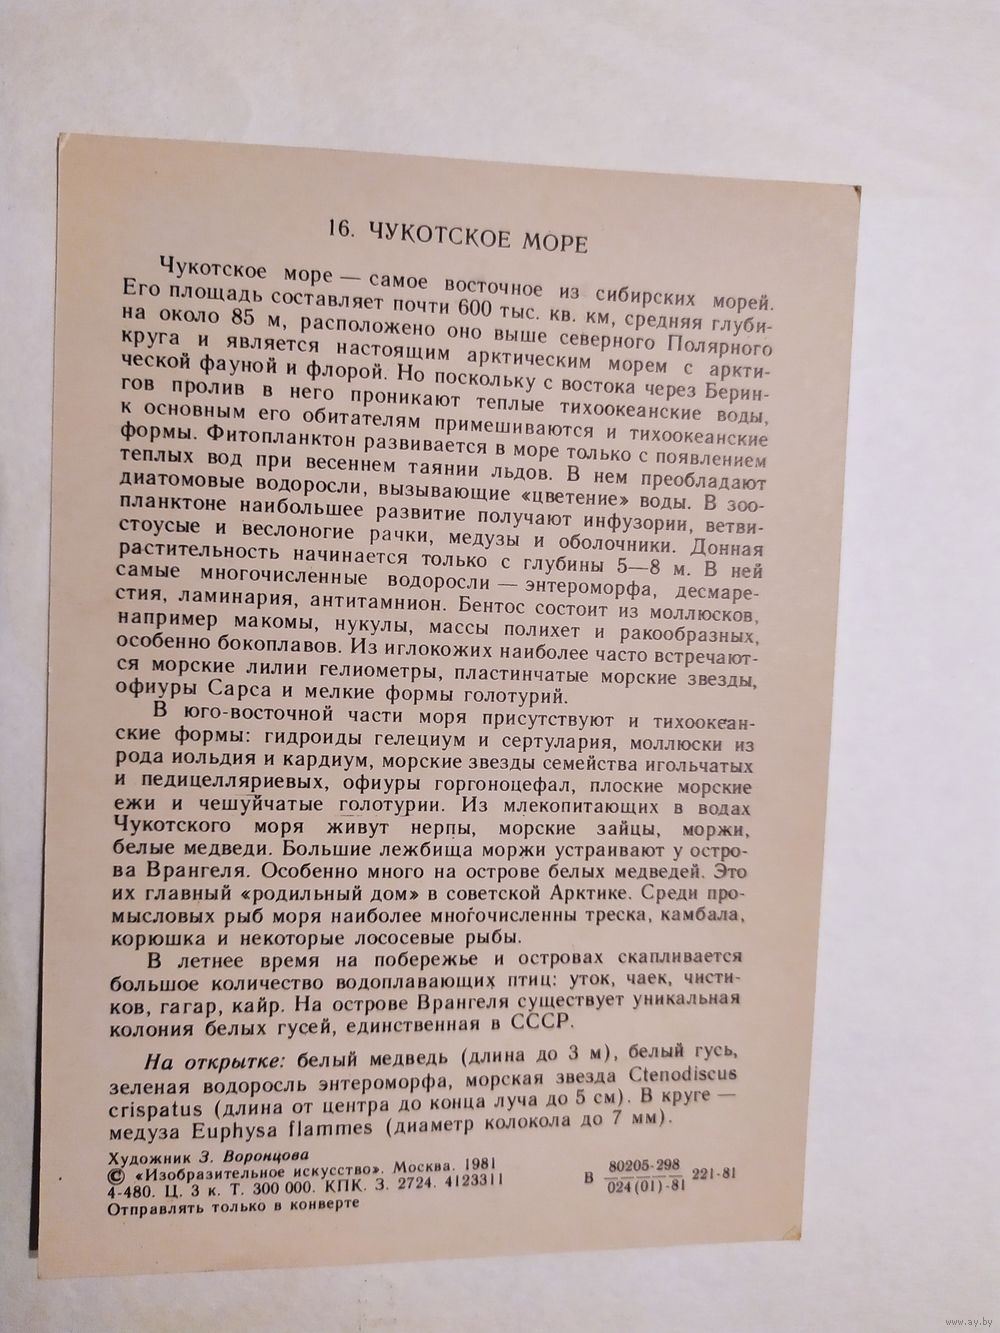 16. ЧУКОТСКОЕ МОРЕ
Чукотское море — самое восточное из сибирских морей.
Его площадь составляет почти 600 тыс. кв. км, средняя глуби-
на около 85 м, расположено оно выше северного Полярного
круга и является настоящим арктическим морем с аркти-
ческой фауной и флорой. Но поскольку с востока через Берин-
гов пролив в него проникают теплые тихоокеанские воды,
к основным его обитателям примешиваются и тихоокеанские
формы. Фитопланктон развивается в море только с появлением
теплых вод при весеннем таянии льдов. В нем преобладают
диатомовые водоросли, вызывающие «цветение» воды. В зоо-
планктоне наибольшее развитие получают инфузории, ветви-
стоусые и веслоногие рачки, медузы и оболочники. Донная
растительность начинается только с глубины 5—8 м. В ней
самые многочисленные водоросли — энтероморфа, десмаре-
стия, ламинария, антитамнион. Бентос состоит из моллюсков,
например макомы, нукулы, массы полихет и ракообразных,
особенно бокоплавов. Из иглокожих наиболее часто встречают-
ся морские лилии гелиометры, пластинчатые морские звезды,
офиуры Сарса и мелкие формы голотурий.
В юго-восточной части моря присутствуют и тихоокеан-
ские формы: гидроиды гелециум и сертулария, моллюски из
рода иольдия и кардиум, морские звезды семейства игольчатых
и педицелляриевых, офиуры горгоноцефал, плоские морские
ежи и чешуйчатые голотурии. Из млекопитающих в водах
Чукотского моря живут нерпы, морские зайцы, моржи,
белые медведи. Большие лежбища моржи устраивают у остро-
ва Врангеля. Особенно много на острове белых медведей. Это
их главный «родильный дом» в советской Арктике. Среди про-
мысловых рыб моря наиболее многочисленны треска, камбала,
корюшка и некоторые лососевые рыбы.
В летнее время на побережье и островах скапливается
большое количество водоплавающих птиц: уток, чаек, чисти-
ков, гагар, кайр. На острове Врангеля существует уникальная
колония белых гусей, единственная в СССР.
На открытке: белый медведь (длина до 3 м), белый гусь,
зеленая водоросль энтероморфа, морская звезда Ctenodiscus
crispatus (длина от центра до конца луча до 5 см). В круге —
медуза Euphysa flammes (диаметр колокола до 7 мм).
Художник З. Воронцова
© «Изобразительное искусство». Москва. 1981
4-480. Ц. 3 к. Т. 300 000. КПК. З. 2724. 4123311
Отправлять только в конверте
В 80205-298 221-81
024(01)-81
www.ay.by